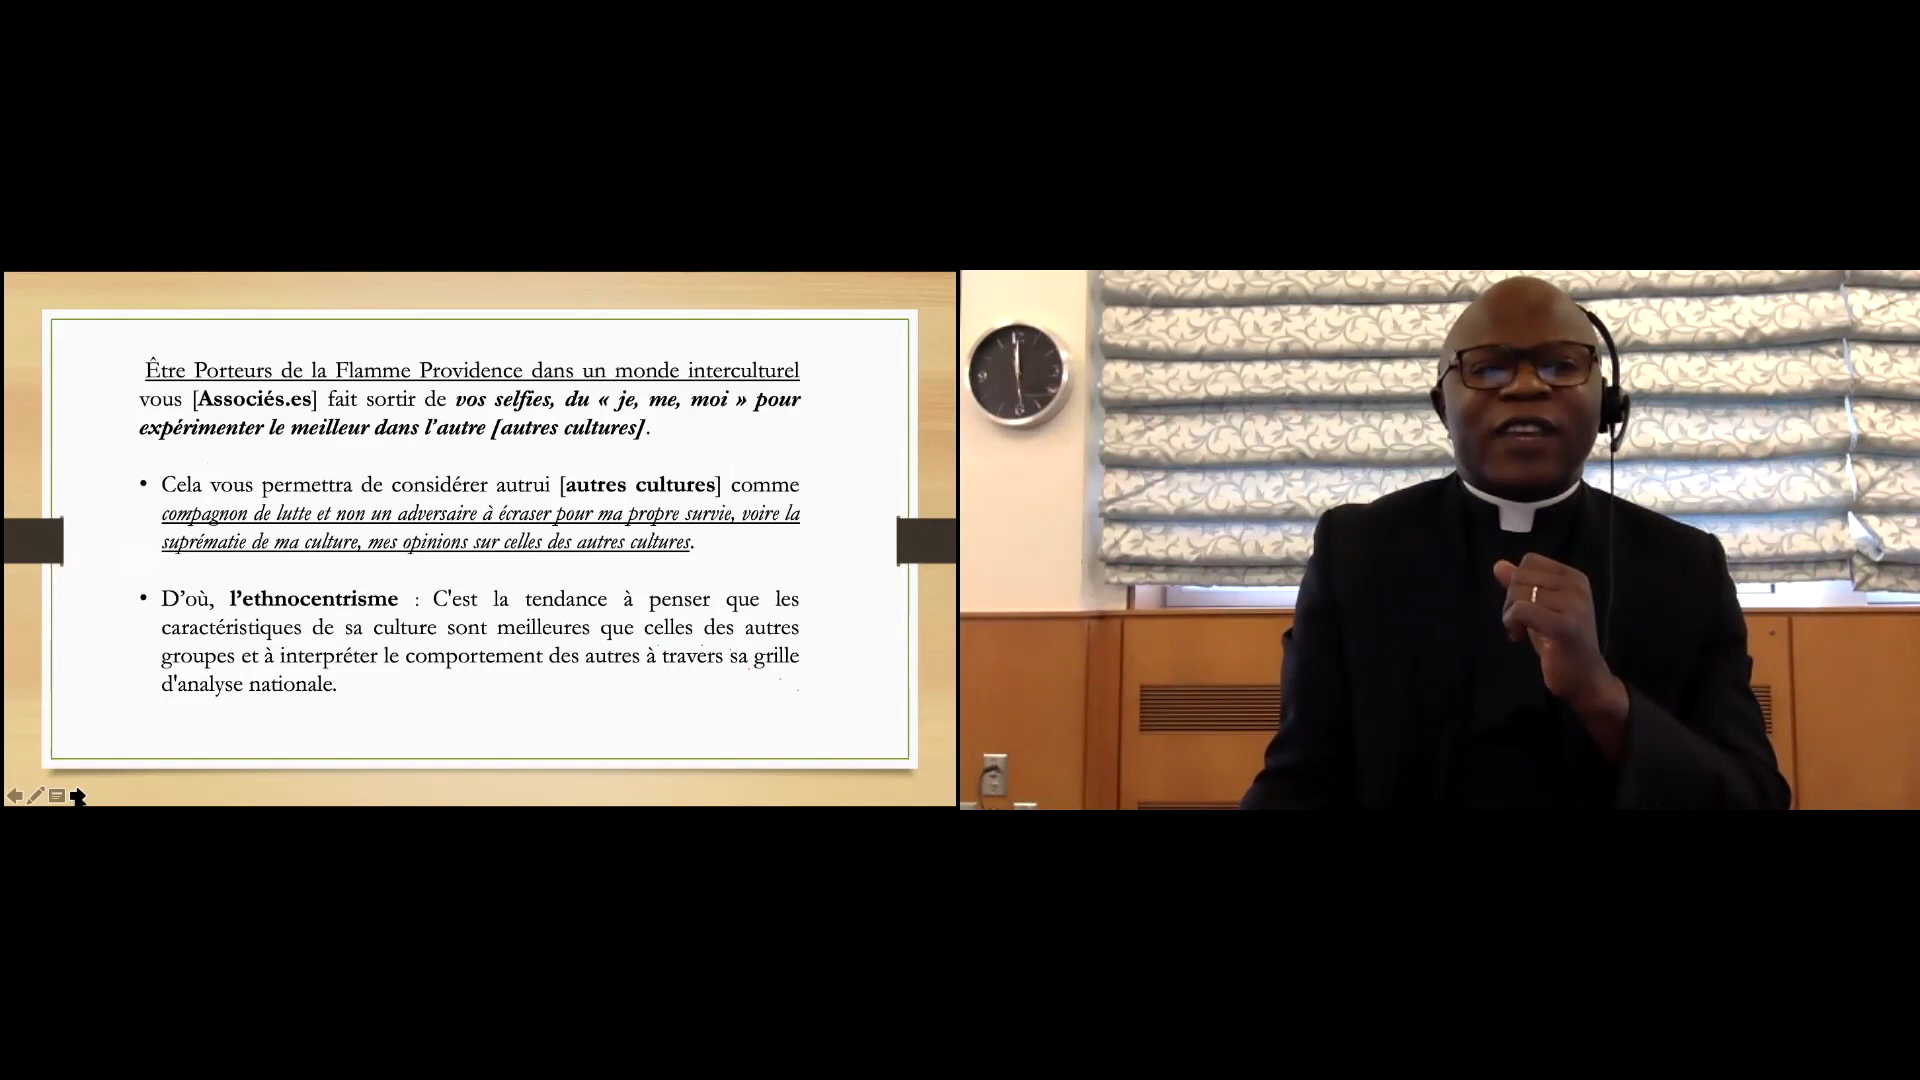 Être Porteurs de la Flamme Providence dans un monde interculturel
vous [Associés.es] fait sortir de vos selfies, du « je, me, moi » pour
expérimenter le meilleur dans l’autre [autres cultures].
• Cela vous permettra de considérer autrui [autres cultures] comme
compagnon de lutte et non un adversaire à écraser pour ma propre survie, voire la
suprématie de ma culture, mes opinions sur celles des autres cultures.
• D’où, l’ethnocentrisme : C'est la tendance à penser que les
caractéristiques de sa culture sont meilleures que celles des autres
groupes et à interpréter le comportement des autres à travers sa grille
d'analyse nationale.